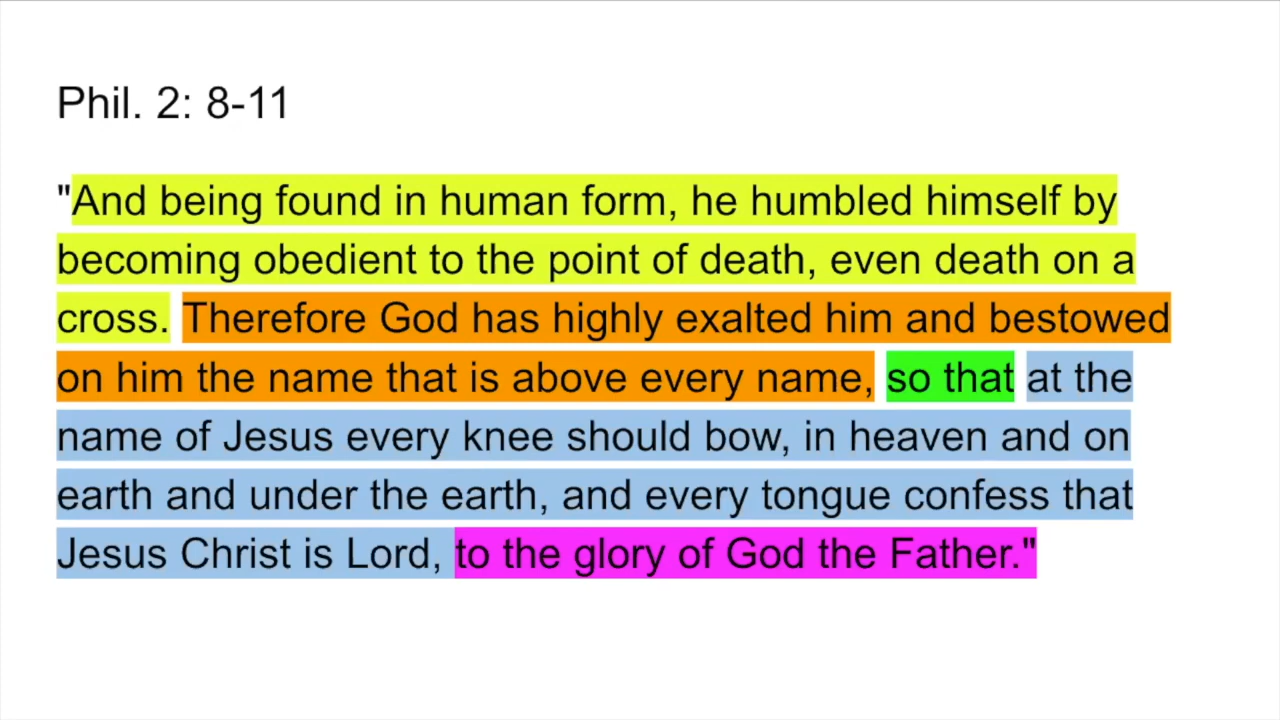 Phil. 2: 8-11
"And being found in human form, he humbled himself by
becoming obedient to the point of death, even death on a
cross. Therefore God has highly exalted him and bestowed
on him the name that is above every name, so that at the
name of Jesus every knee should bow, in heaven and on
earth and under the earth, and every tongue confess that
Jesus Christ is Lord, to the glory of God the Father."